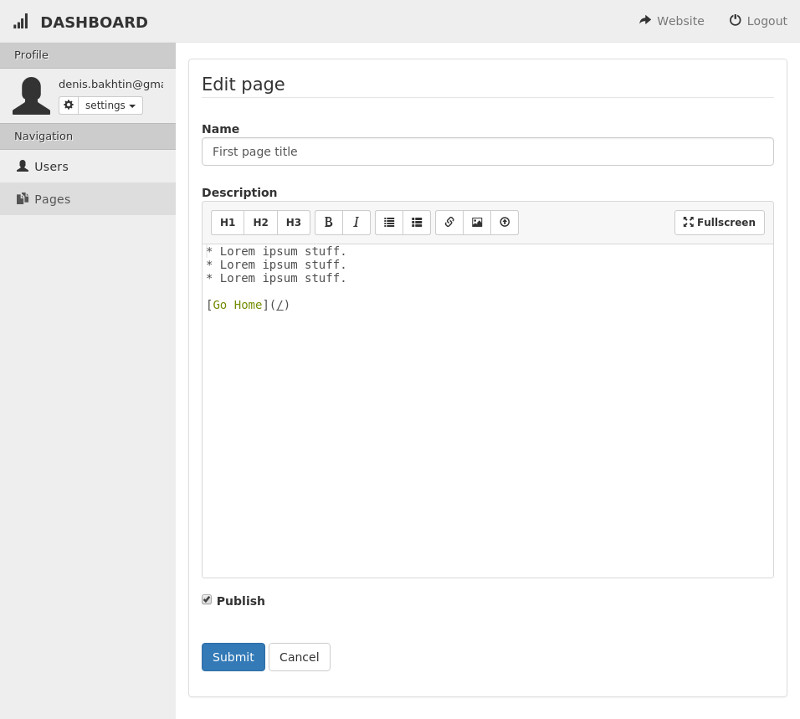 DASHBOARD
Website
Logout
Profile
denis.bakhtin@gma
settings
Navigation
Users
Pages
Edit page
Name
First page title
Description
H1 H2 H3 B I Fullscreen
* Lorem ipsum stuff.
* Lorem ipsum stuff.
* Lorem ipsum stuff.
[Go Home](/)
Publish
Submit Cancel